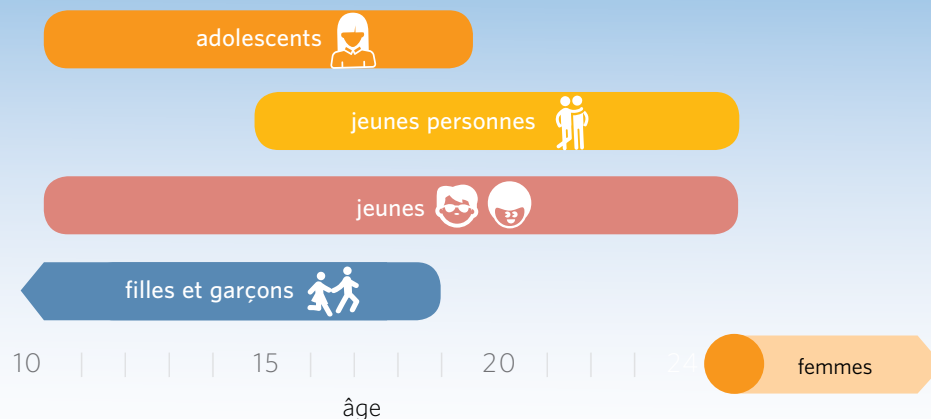 adolescents
jeunes personnes
jeunes
filles et garçons
10 15 20 24 femmes
âge